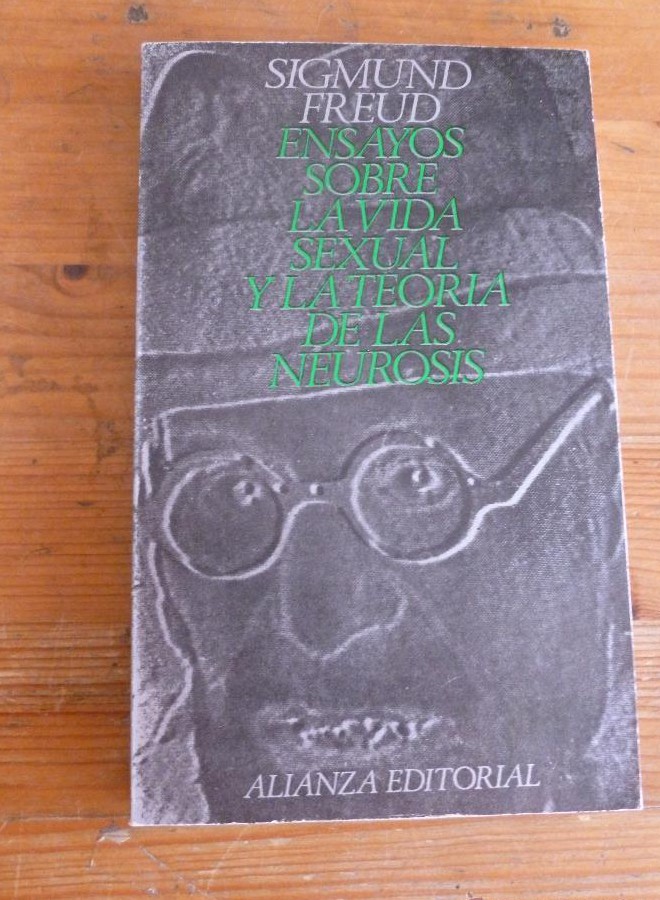 SIGMUND
FREUD
ENSAYOS
SOBRE
LA VIDA
SEXUAL
Y LA TEORIA
DE LAS
NEUROSIS
ALIANZA EDITORIAL